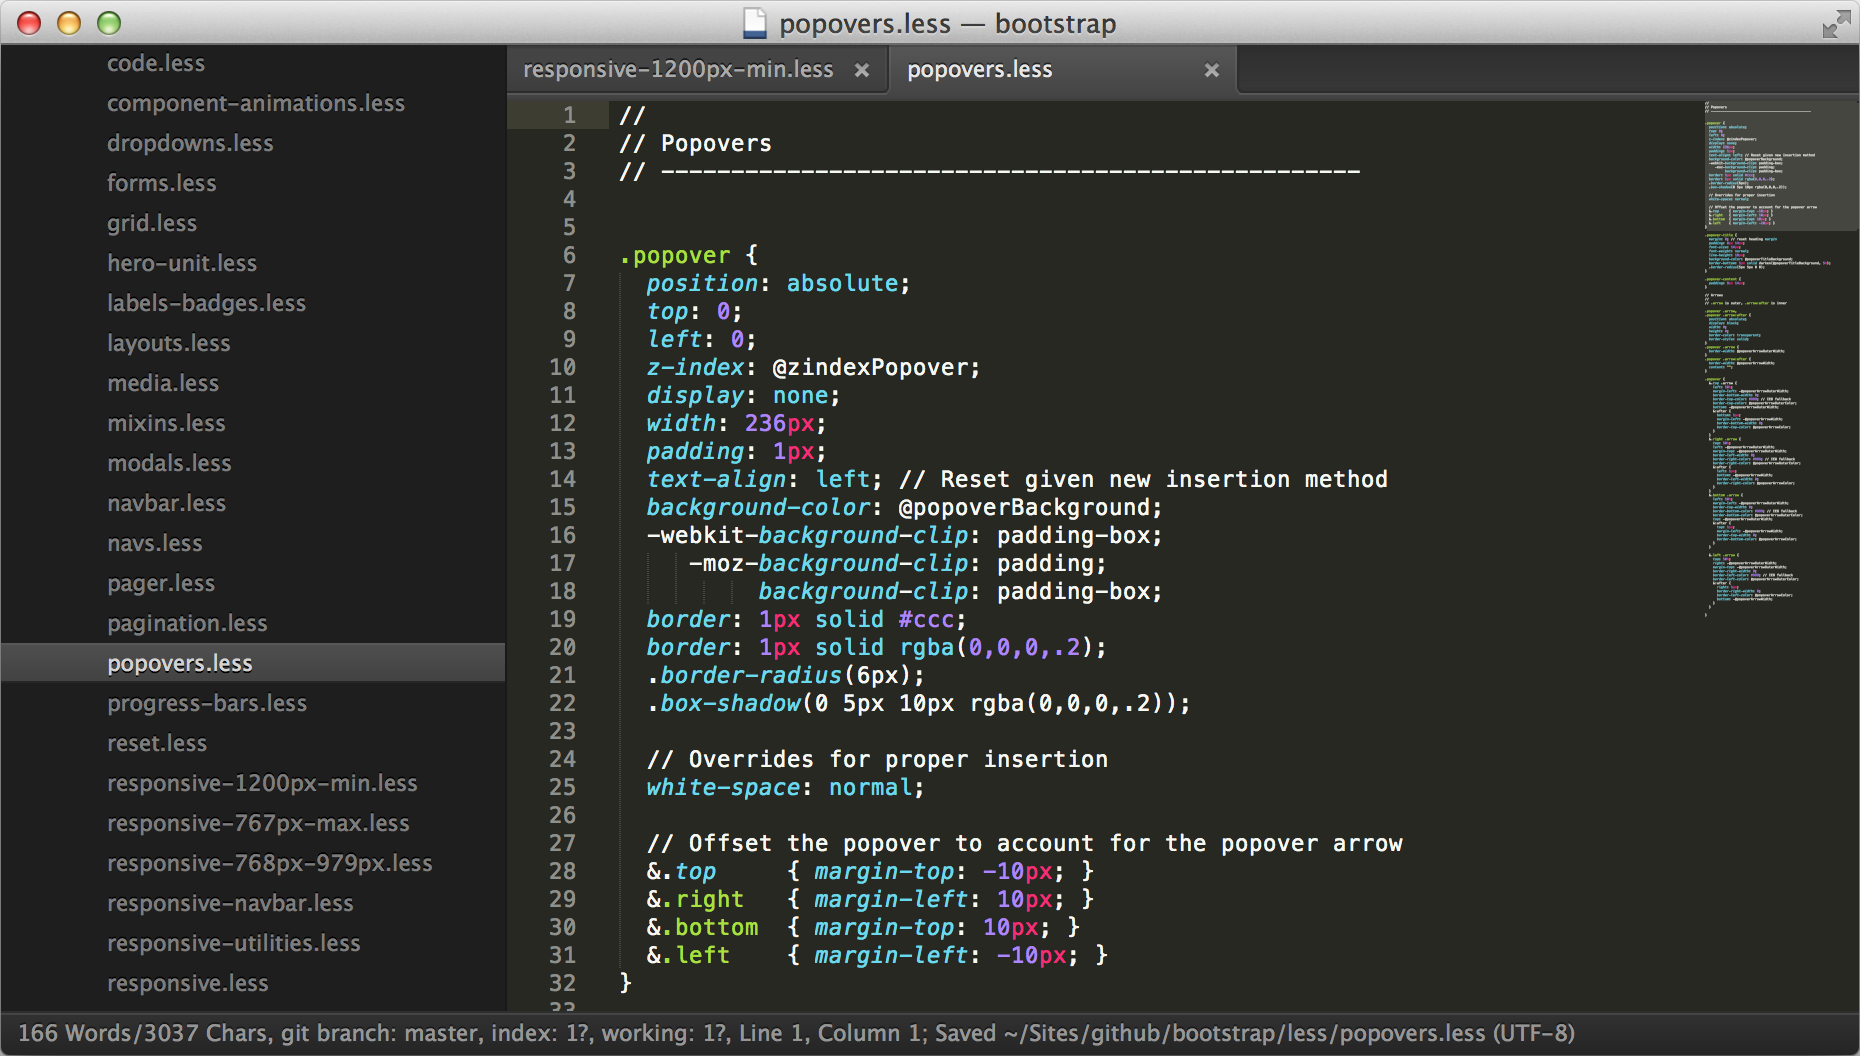 popovers.less — bootstrap
code.less
component-animations.less
dropdowns.less
forms.less
grid.less
hero-unit.less
labels-badges.less
layouts.less
media.less
mixins.less
modals.less
navbar.less
navs.less
pager.less
pagination.less
popovers.less
progress-bars.less
reset.less
responsive-1200px-min.less
responsive-767px-max.less
responsive-768px-979px.less
responsive-navbar.less
responsive-utilities.less
responsive.less
responsive-1200px-min.less × popovers.less ×
1 //
2 // Popovers
3 // --------------------------------------------------
4
5
6 .popover {
7 position: absolute;
8 top: 0;
9 left: 0;
10 z-index: @zindexPopover;
11 display: none;
12 width: 236px;
13 padding: 1px;
14 text-align: left; // Reset given new insertion method
15 background-color: @popoverBackground;
16 -webkit-background-clip: padding-box;
17 -moz-background-clip: padding;
18 background-clip: padding-box;
19 border: 1px solid #ccc;
20 border: 1px solid rgba(0,0,0,.2);
21 .border-radius(6px);
22 .box-shadow(0 5px 10px rgba(0,0,0,.2));
23
24 // Overrides for proper insertion
25 white-space: normal;
26
27 // Offset the popover to account for the popover arrow
28 &.top { margin-top: -10px; }
29 &.right { margin-left: 10px; }
30 &.bottom { margin-top: 10px; }
31 &.left { margin-left: -10px; }
32 }
33
166 Words/3037 Chars, git branch: master, index: 1?, working: 1?, Line 1, Column 1; Saved ~/Sites/github/bootstrap/less/popovers.less (UTF-8)